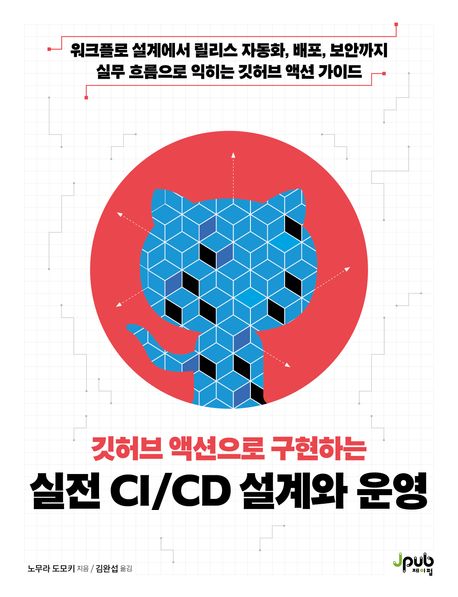 워크플로 설계에서 릴리스 자동화, 배포, 보안까지
실무 흐름으로 익히는 깃허브 액션 가이드
깃허브 액션으로 구현하는
실전 CI/CD 설계와 운영
노무라 도모키 지음 / 김완섭 옮김
Jpub
제이펍